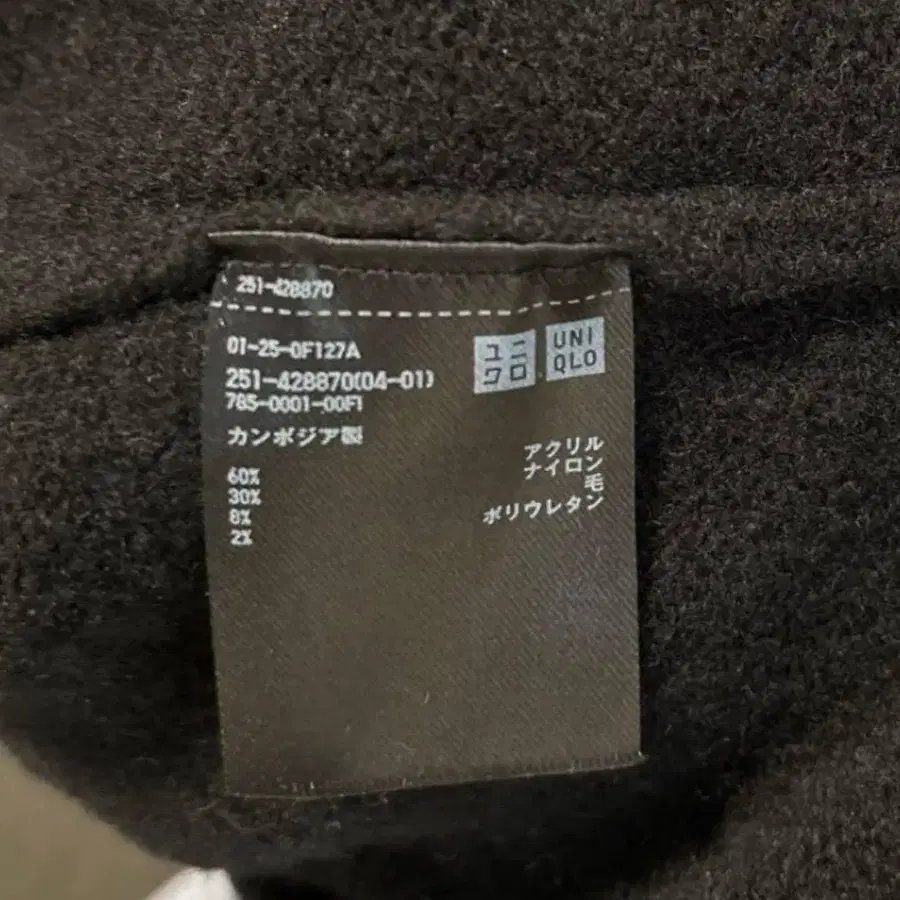 251-428870
01-25-0F127A
251-428870(04-01)
785-0001-00F1
ユニクロ
UNIQLO
カンボジア製
60% アクリル
30% ナイロン
8% 毛
2% ポリウレタン